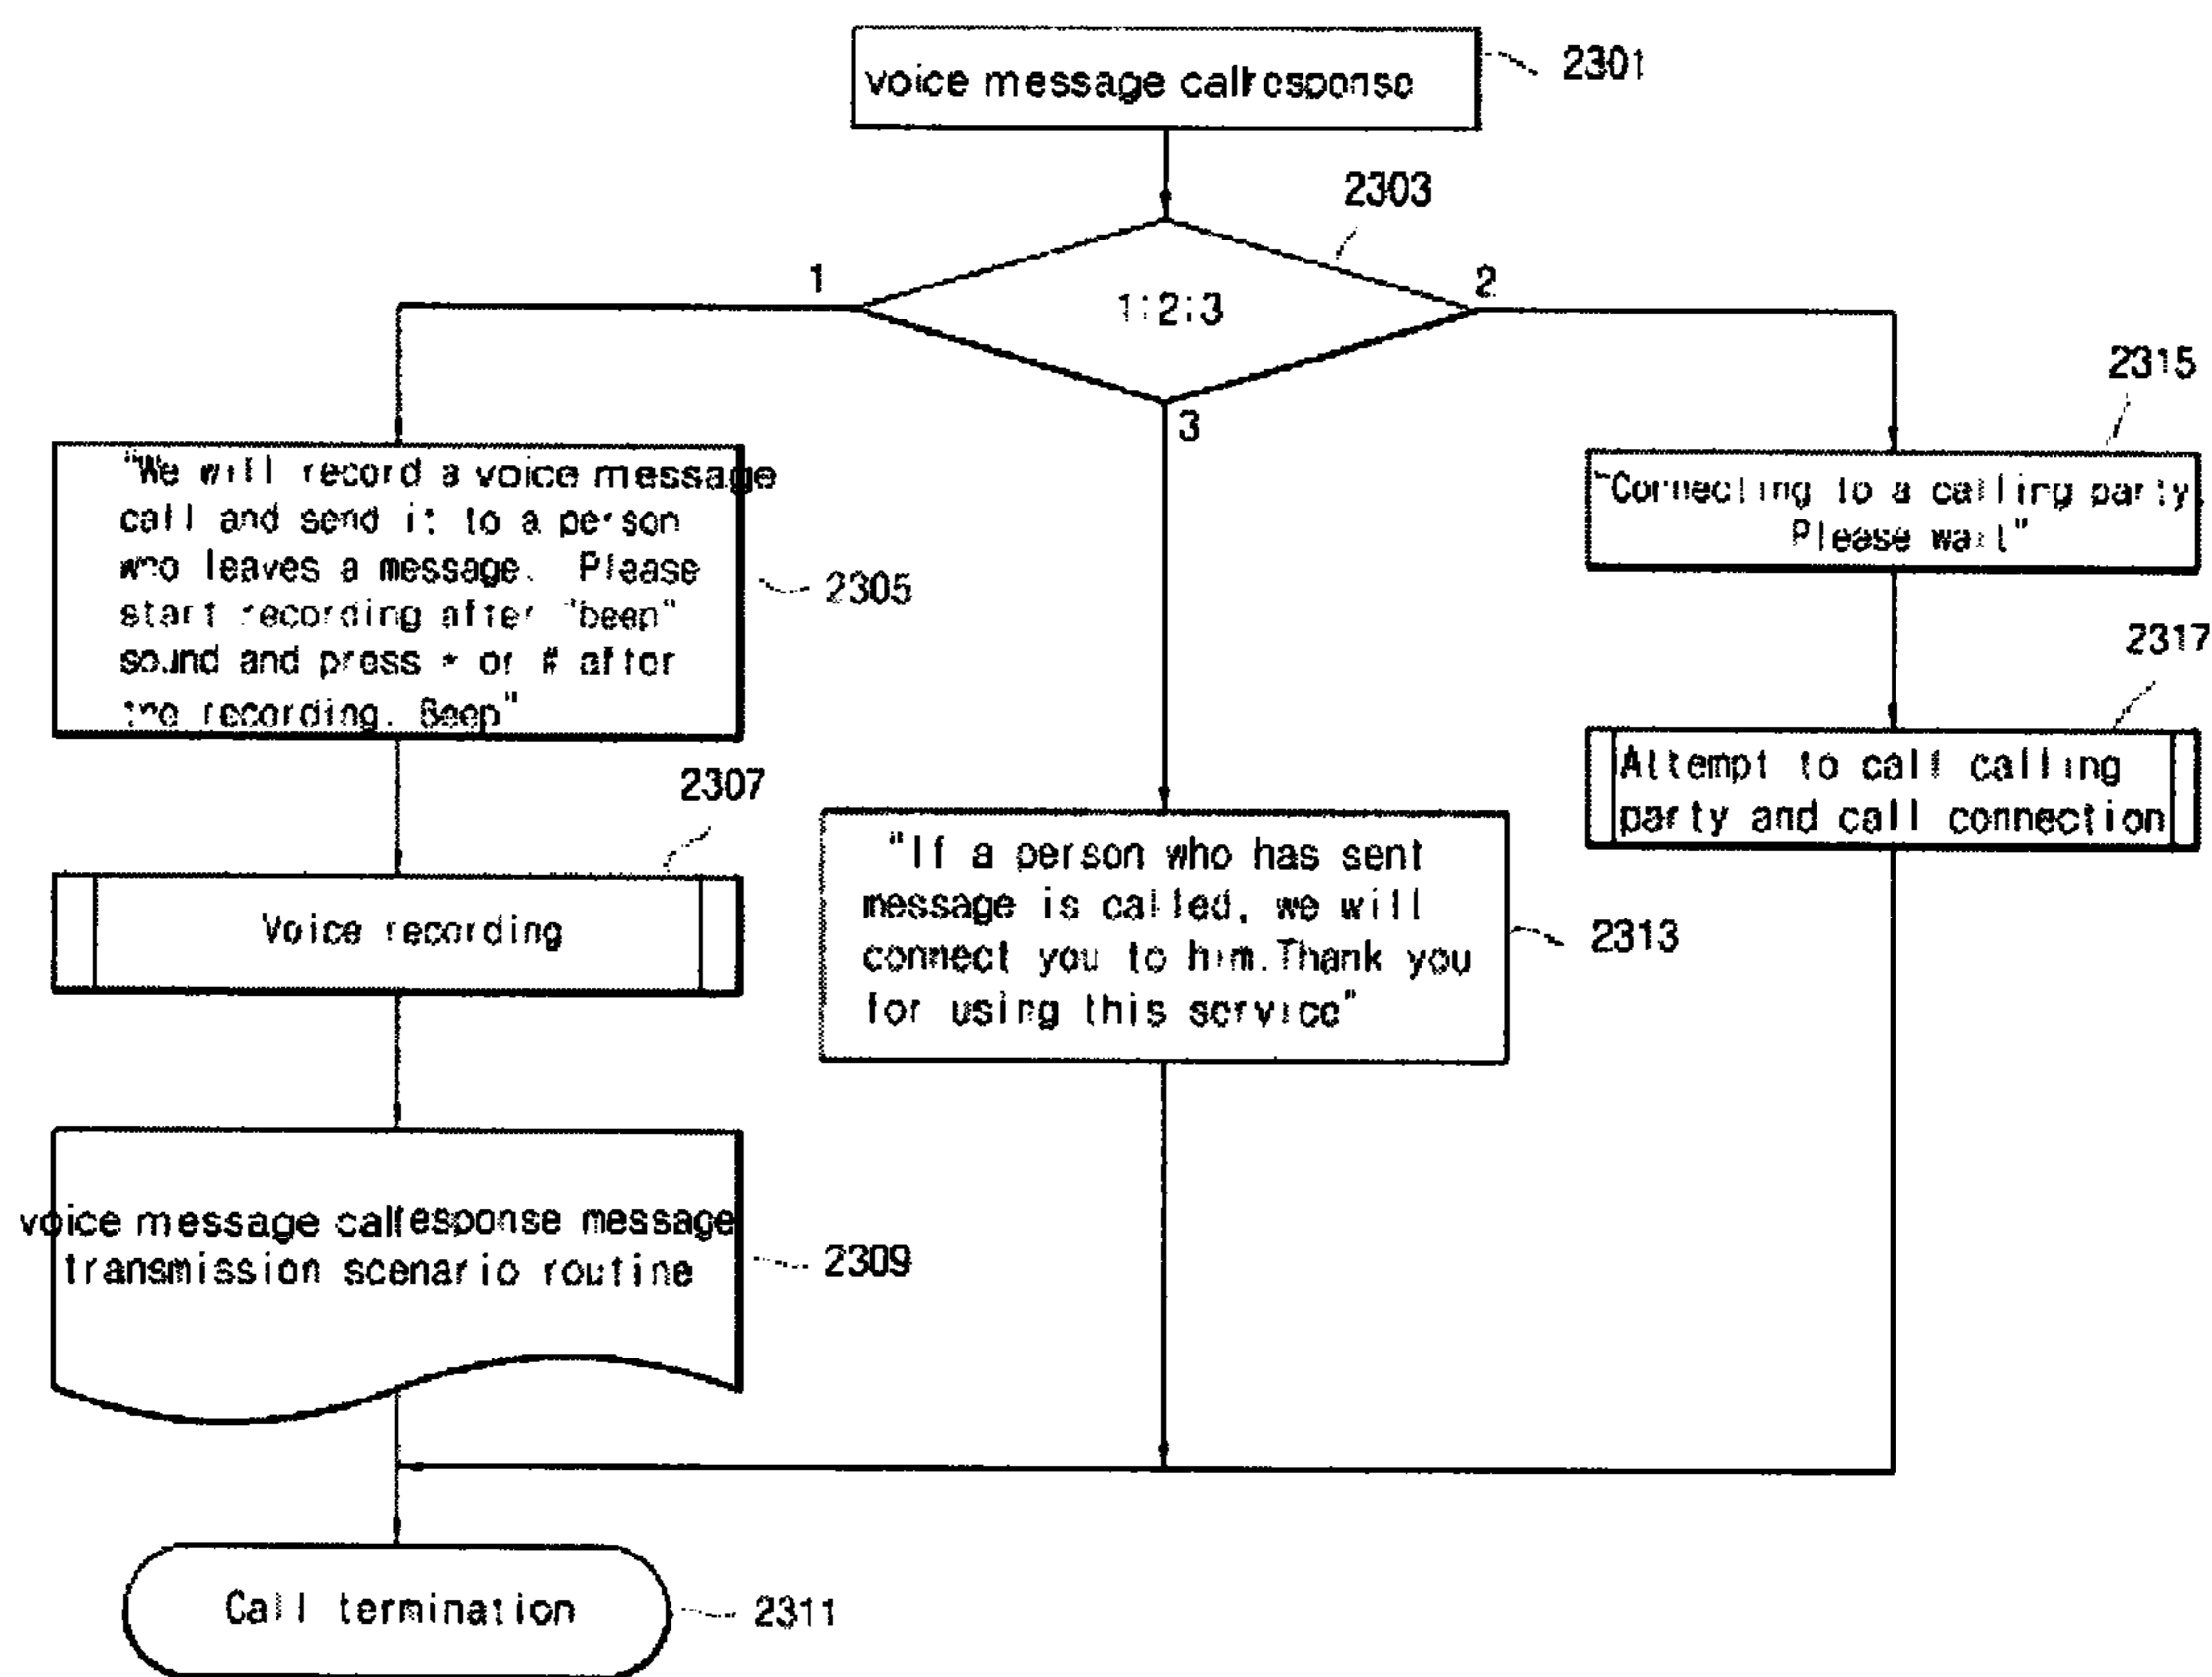 voice message callresponse
2301
2303
1:2:3
1
2
3
"We will record a voice message
call and send it to a person
who leaves a message. Please
start recording after "beep"
sound and press * or # after
the recording. Beep"
2305
2307
Voice recording
voice message callresponse message
transmission scenario routine
2309
Call termination
2311
"If a person who has sent
message is called, we will
connect you to him.Thank you
for using this service"
2313
2315
"Connecting to a calling party
Please wait"
2317
Attempt to call calling
party and call connection